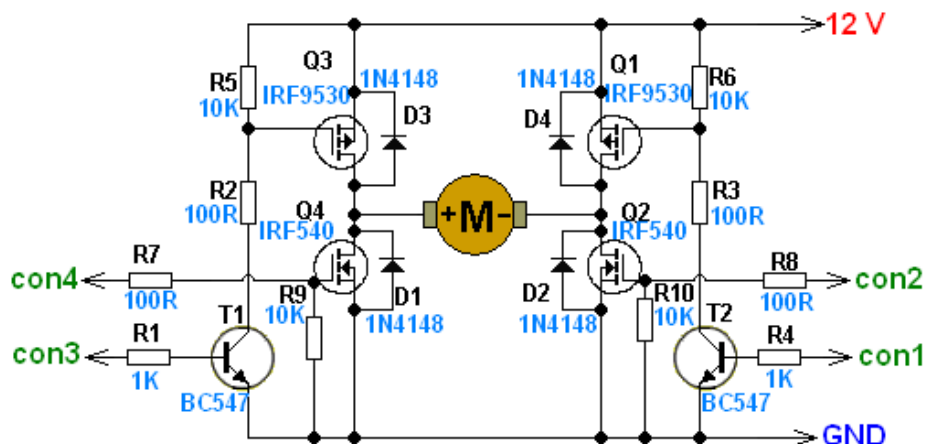 12 V
Q3 Q1
R5 1N4148 1N4148 R6
10K IRF9530 IRF9530 10K
D3 D4
R2 R3
100R Q4 +M- Q2 100R
IRF540 IRF540
con4 R7 R8 con2
100R R9 D1 D2 R10 100R
T1 10K 10K T2
1N4148 1N4148
con3 R1 R4 con1
1K 1K
BC547 BC547
GND